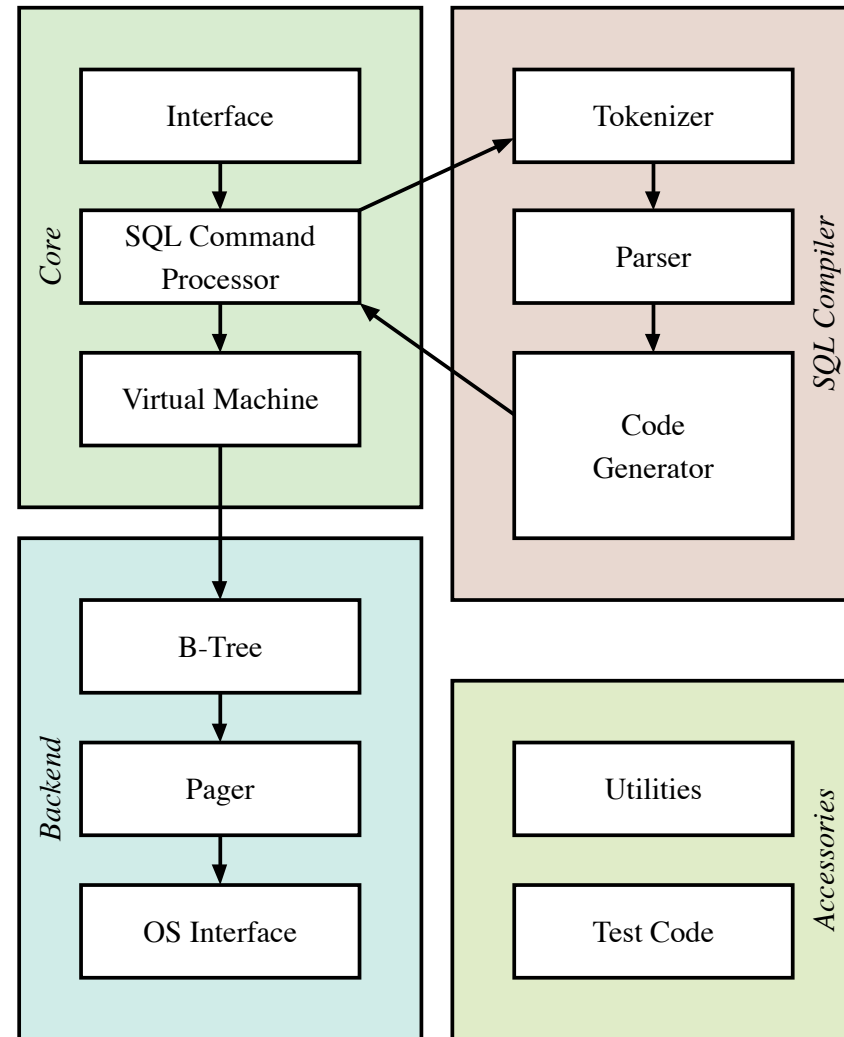 Core
Interface
SQL Command
Processor
Virtual Machine
SQL Compiler
Tokenizer
Parser
Code
Generator
Backend
B-Tree
Pager
OS Interface
Accessories
Utilities
Test Code